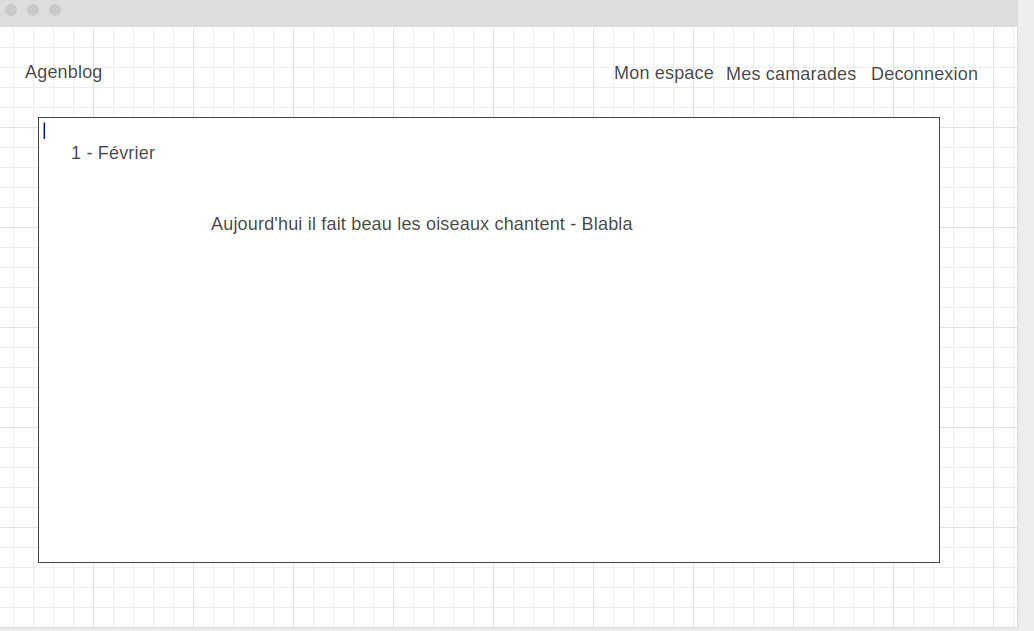 Agenblog
Mon espace Mes camarades Deconnexion
1 - Février
Aujourd'hui il fait beau les oiseaux chantent - Blabla